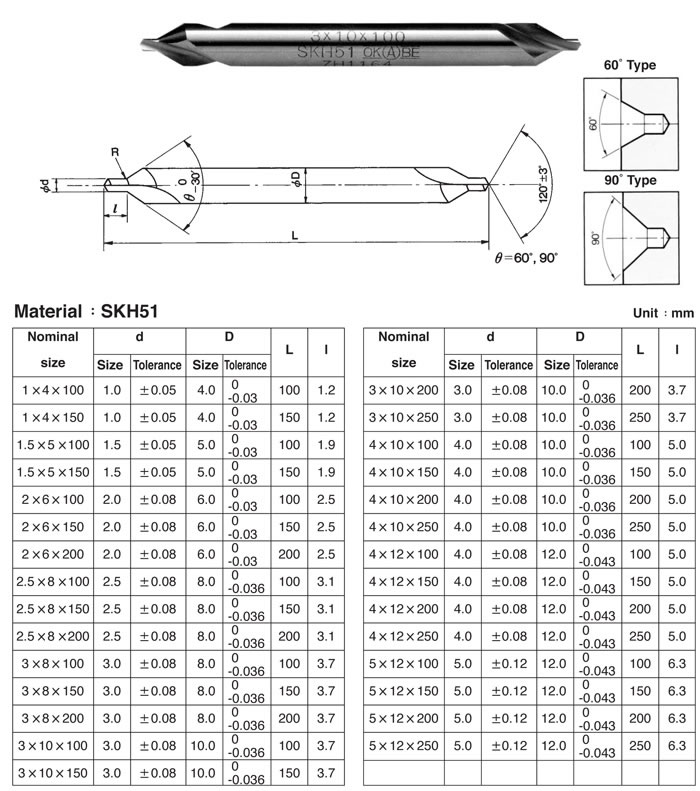 3×10×100
SKH51 OKⒶBE
60° Type
60°
90° Type
90°
R
φd
l
θ 0 -30'
φD
L
120°±3°
θ=60°, 90°
Material : SKH51
Unit : mm
Nominal size d D L l
Size Tolerance Size Tolerance
1×4×100 1.0 ±0.05 4.0 0 -0.03 100 1.2
1×4×150 1.0 ±0.05 4.0 0 -0.03 150 1.2
1.5×5×100 1.5 ±0.05 5.0 0 -0.03 100 1.9
1.5×5×150 1.5 ±0.05 5.0 0 -0.03 150 1.9
2×6×100 2.0 ±0.08 6.0 0 -0.03 100 2.5
2×6×150 2.0 ±0.08 6.0 0 -0.03 150 2.5
2×6×200 2.0 ±0.08 6.0 0 -0.03 200 2.5
2.5×8×100 2.5 ±0.08 8.0 0 -0.036 100 3.1
2.5×8×150 2.5 ±0.08 8.0 0 -0.036 150 3.1
2.5×8×200 2.5 ±0.08 8.0 0 -0.036 200 3.1
3×8×100 3.0 ±0.08 8.0 0 -0.036 100 3.7
3×8×150 3.0 ±0.08 8.0 0 -0.036 150 3.7
3×8×200 3.0 ±0.08 8.0 0 -0.036 200 3.7
3×10×100 3.0 ±0.08 10.0 0 -0.036 100 3.7
3×10×150 3.0 ±0.08 10.0 0 -0.036 150 3.7
Nominal size d D L l
Size Tolerance Size Tolerance
3×10×200 3.0 ±0.08 10.0 0 -0.036 200 3.7
3×10×250 3.0 ±0.08 10.0 0 -0.036 250 3.7
4×10×100 4.0 ±0.08 10.0 0 -0.036 100 5.0
4×10×150 4.0 ±0.08 10.0 0 -0.036 150 5.0
4×10×200 4.0 ±0.08 10.0 0 -0.036 200 5.0
4×10×250 4.0 ±0.08 10.0 0 -0.036 250 5.0
4×12×100 4.0 ±0.08 12.0 0 -0.043 100 5.0
4×12×150 4.0 ±0.08 12.0 0 -0.043 150 5.0
4×12×200 4.0 ±0.08 12.0 0 -0.043 200 5.0
4×12×250 4.0 ±0.08 12.0 0 -0.043 250 5.0
5×12×100 5.0 ±0.12 12.0 0 -0.043 100 6.3
5×12×150 5.0 ±0.12 12.0 0 -0.043 150 6.3
5×12×200 5.0 ±0.12 12.0 0 -0.043 200 6.3
5×12×250 5.0 ±0.12 12.0 0 -0.043 250 6.3